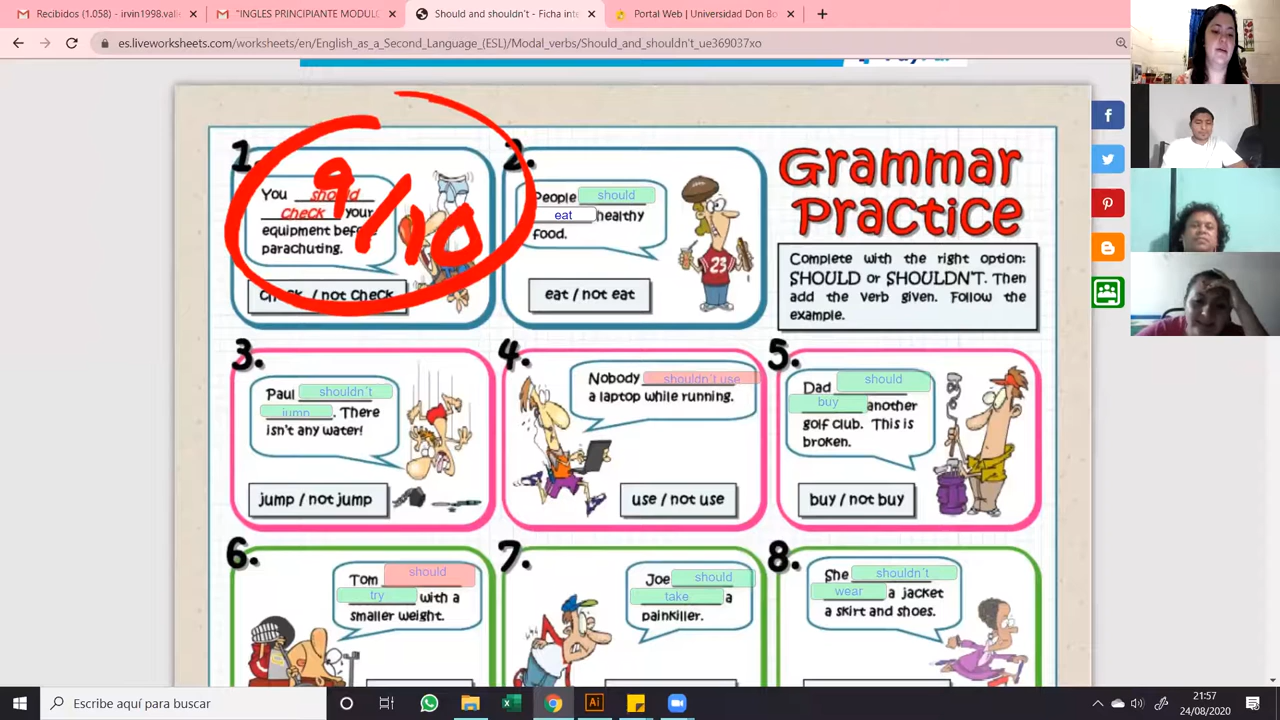 Recibidos (1.058) - irvin1998.valle
"INGLES PRINCIPIANTE MODULO
Should and shouldn't - Ficha inte
Portal Web | Universidad Don Bo
es.liveworksheets.com/worksheets/en/English_as_a_Second_Language_(ESL)/Modal_verbs/Should_and_shouldn't_ue369037xo
9/10
Grammar
Practice
Complete with the right option:
SHOULD or SHOULDN'T. Then
add the verb given. Follow the
example.
1.
You should
check your
equipment before
parachuting.
check / not check
2.
People should
eat healthy
food.
23
eat / not eat
3.
Paul shouldn´t
jump. There
isn't any water!
jump / not jump
4.
Nobody shouldn´t use
a laptop while running.
use / not use
5.
Dad should
buy another
golf club. This is
broken.
buy / not buy
6.
Tom should
try with a
smaller weight.
7.
Joe should
take a
painkiller.
8.
She shouldn´t
wear a jacket
a skirt and shoes.
Escribe aquí para buscar
21:57
24/08/2020